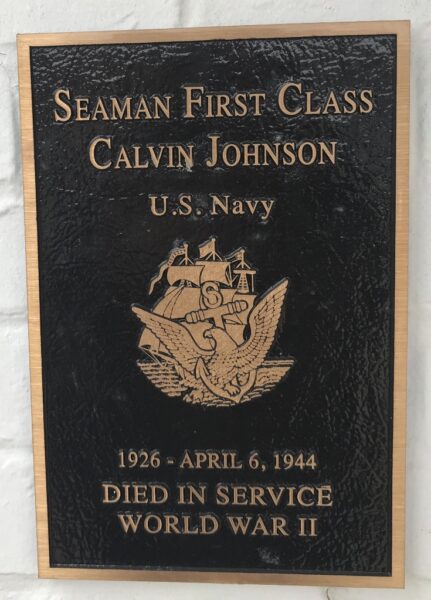 SEAMAN FIRST CLASS
CALVIN JOHNSON
U.S. NAVY
1926 - APRIL 6, 1944
DIED IN SERVICE
WORLD WAR II